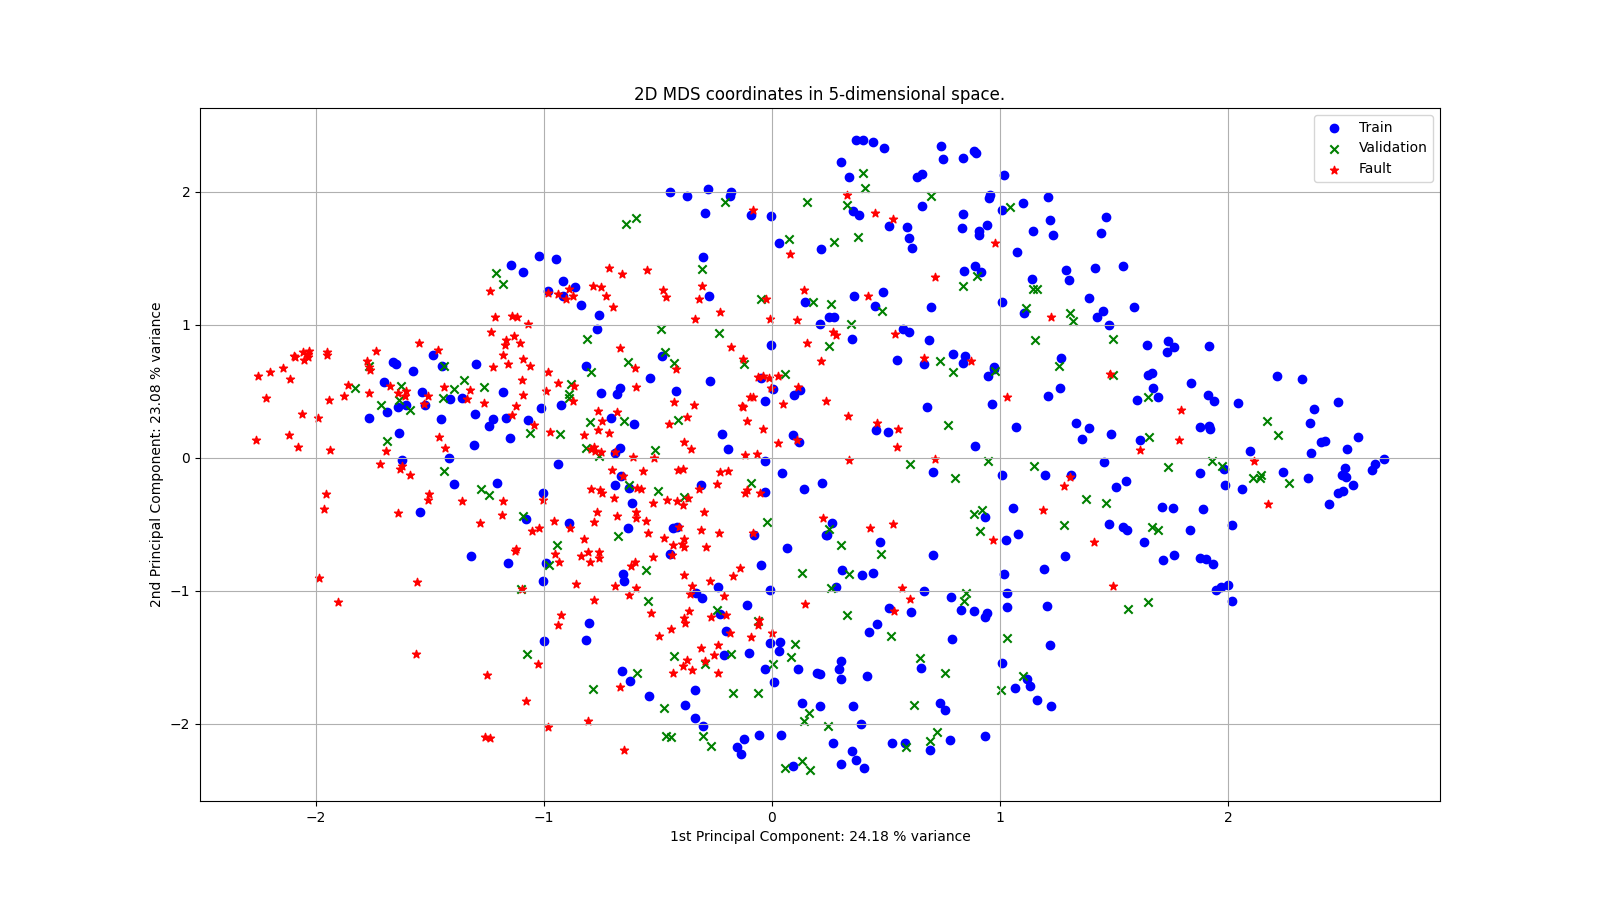 2D MDS coordinates in 5-dimensional space.
Train
Validation
Fault
2
1
0
−1
−2
2nd Principal Component: 23.08 % variance
−2
−1
0
1
2
1st Principal Component: 24.18 % variance